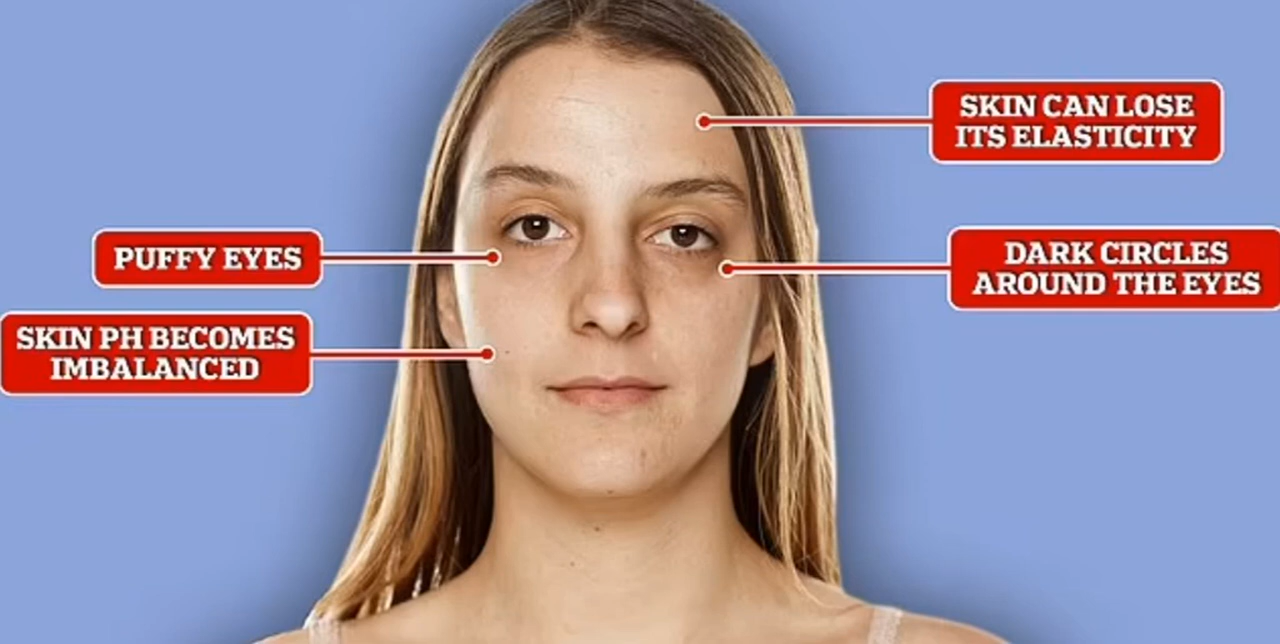 SKIN CAN LOSE
ITS ELASTICITY
PUFFY EYES
DARK CIRCLES
AROUND THE EYES
SKIN PH BECOMES
IMBALANCED